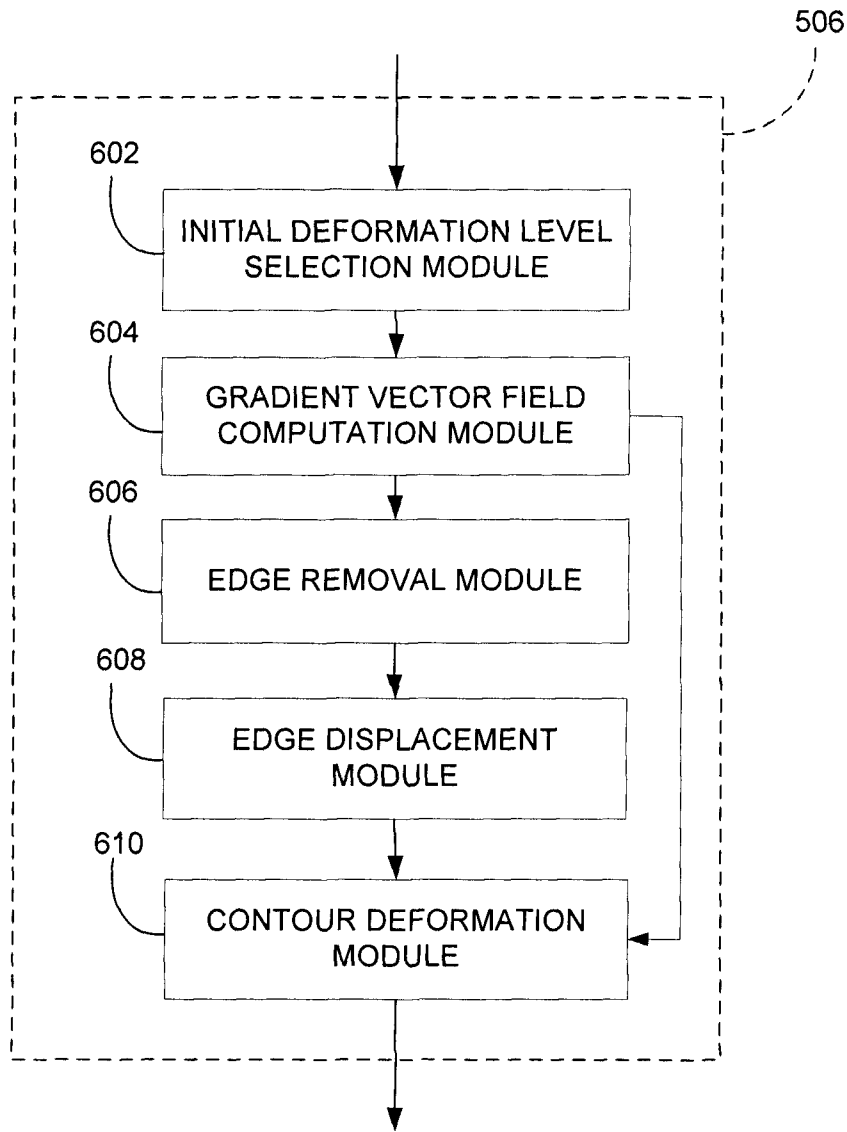 506
602
INITIAL DEFORMATION LEVEL
SELECTION MODULE
604
GRADIENT VECTOR FIELD
COMPUTATION MODULE
606
EDGE REMOVAL MODULE
608
EDGE DISPLACEMENT
MODULE
610
CONTOUR DEFORMATION
MODULE